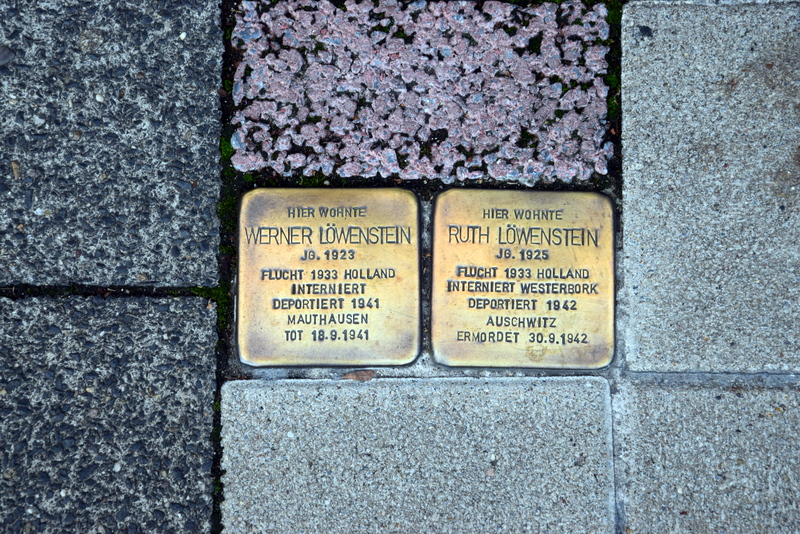 HIER WOHNTE
WERNER LÖWENSTEIN
JG. 1923
FLUCHT 1933 HOLLAND
INTERNIERT
DEPORTIERT 1941
MAUTHAUSEN
TOT 18.9.1941
HIER WOHNTE
RUTH LÖWENSTEIN
JG. 1925
FLUCHT 1933 HOLLAND
INTERNIERT WESTERBORK
DEPORTIERT 1942
AUSCHWITZ
ERMORDET 30.9.1942